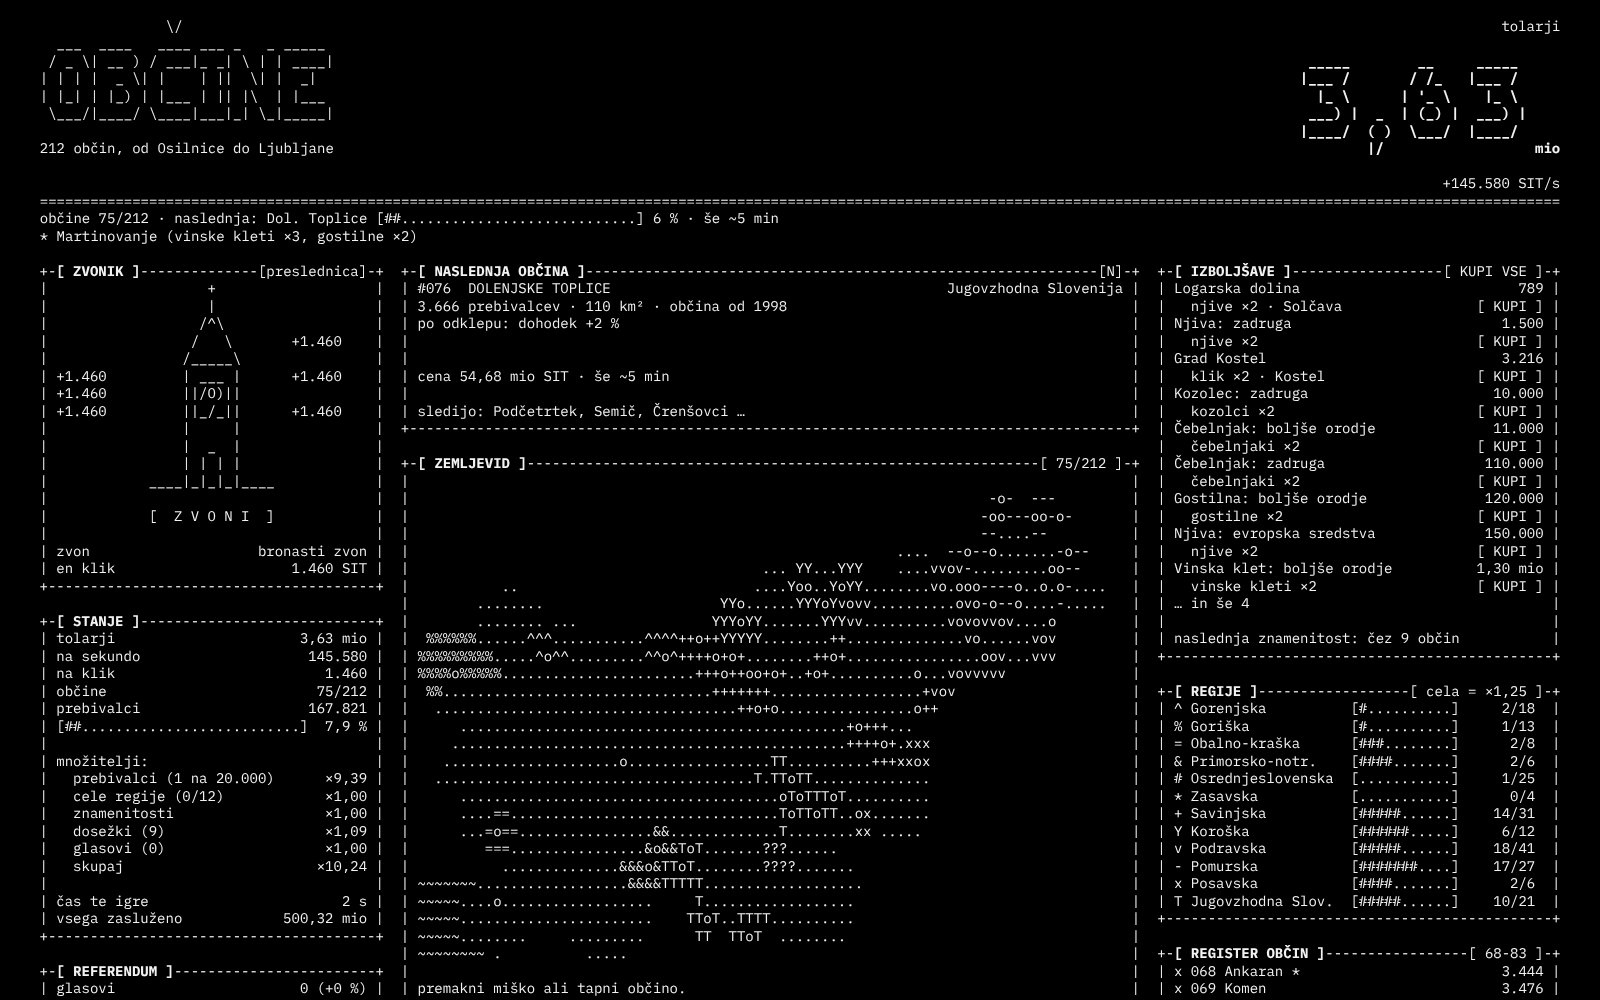 OBČINE
tolarji
3,63
212 občin, od Osilnice do Ljubljane
mio
+145.580 SIT/s
občine 75/212 · naslednja: Dol. Toplice [##............................] 6 % · še ~5 min
* Martinovanje (vinske kleti ×3, gostilne ×2)
[ ZVONIK ] [preslednica]
+1.460
+1.460 +1.460
+1.460
+1.460 +1.460
[ Z V O N I ]
zvon bronasti zvon
en klik 1.460 SIT
[ STANJE ]
tolarji 3,63 mio
na sekundo 145.580
na klik 1.460
občine 75/212
prebivalci 167.821
[##..........................] 7,9 %
množitelji:
prebivalci (1 na 20.000) ×9,39
cele regije (0/12) ×1,00
znamenitosti ×1,00
dosežki (9) ×1,09
glasovi (0) ×1,00
skupaj ×10,24
čas te igre 2 s
vsega zasluženo 500,32 mio
[ REFERENDUM ]
glasovi 0 (+0 %)
[ NASLEDNJA OBČINA ] [N]
#076 DOLENJSKE TOPLICE Jugovzhodna Slovenija
3.666 prebivalcev · 110 km² · občina od 1998
po odklepu: dohodek +2 %
cena 54,68 mio SIT · še ~5 min
sledijo: Podčetrtek, Semič, Črenšovci …
[ ZEMLJEVID ] [ 75/212 ]
premakni miško ali tapni občino.
[ IZBOLJŠAVE ] [ KUPI VSE ]
Logarska dolina 789
njive ×2 · Solčava [ KUPI ]
Njiva: zadruga 1.500
njive ×2 [ KUPI ]
Grad Kostel 3.216
klik ×2 · Kostel [ KUPI ]
Kozolec: zadruga 10.000
kozolci ×2 [ KUPI ]
Čebelnjak: boljše orodje 11.000
čebelnjaki ×2 [ KUPI ]
Čebelnjak: zadruga 110.000
čebelnjaki ×2 [ KUPI ]
Gostilna: boljše orodje 120.000
gostilne ×2 [ KUPI ]
Njiva: evropska sredstva 150.000
njive ×2 [ KUPI ]
Vinska klet: boljše orodje 1,30 mio
vinske kleti ×2 [ KUPI ]
… in še 4
naslednja znamenitost: čez 9 občin
[ REGIJE ] [ cela = ×1,25 ]
^ Gorenjska [#..........] 2/18
% Goriška [#..........] 1/13
= Obalno-kraška [###........] 2/8
& Primorsko-notr. [####.......] 2/6
# Osrednjeslovenska [...........] 1/25
* Zasavska [...........] 0/4
+ Savinjska [#####......] 14/31
Y Koroška [######.....] 6/12
v Podravska [#####......] 18/41
- Pomurska [#######....] 17/27
x Posavska [####.......] 2/6
T Jugovzhodna Slov. [#####......] 10/21
[ REGISTER OBČIN ] [ 68-83 ]
x 068 Ankaran * 3.444
x 069 Komen 3.476